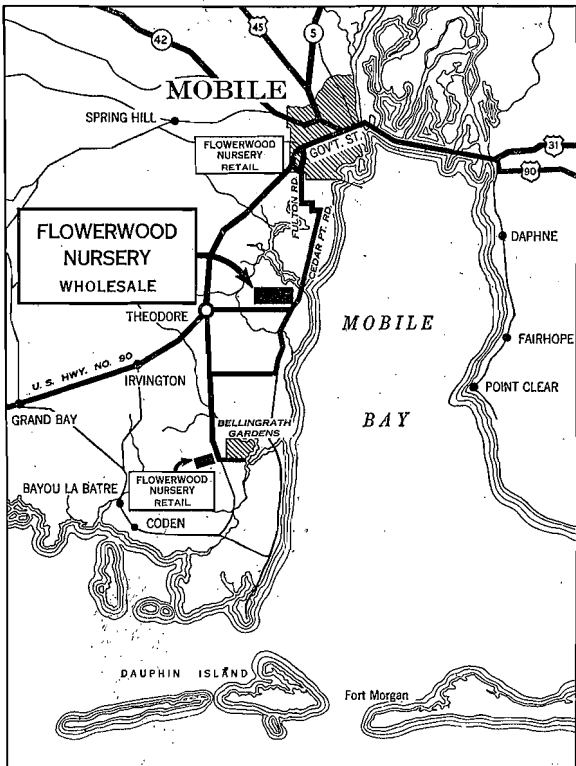 42
45
5
MOBILE
SPRING HILL
FLOWERWOOD
NURSERY
RETAIL
GOV'T. ST.
31
90
FULTON RD.
CEDAR PT. RD.
FLOWERWOOD
NURSERY
WHOLESALE
DAPHNE
THEODORE
MOBILE
BAY
FAIRHOPE
U. S. HWY. NO. 90
IRVINGTON
POINT CLEAR
GRAND BAY
BELLINGRATH
GARDENS
BAYOU LA BATRE
FLOWERWOOD
NURSERY
RETAIL
CODEN
DAUPHIN ISLAND
Fort Morgan